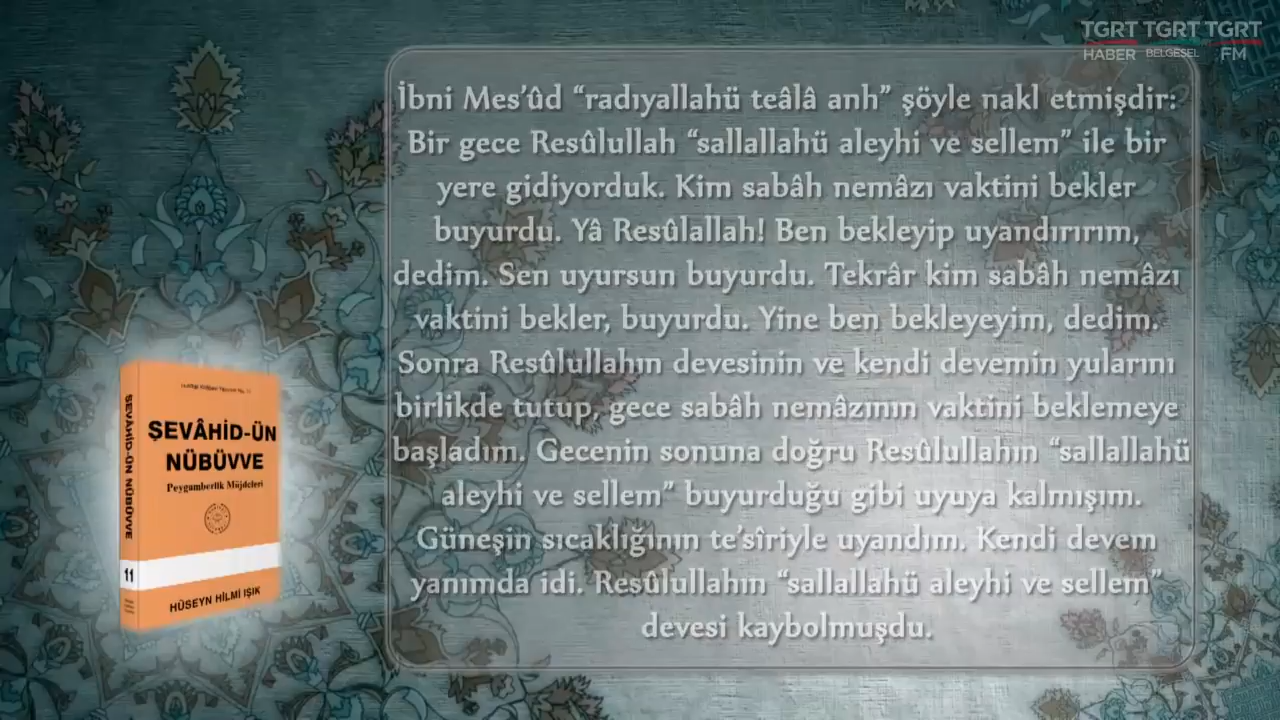 TGRT TGRT TGRT
HABER BELGESEL FM
İbni Mes’ûd “radıyallahü teâlâ anh” şöyle nakl etmişdir:
Bir gece Resûlullah “sallallahü aleyhi ve sellem” ile bir
yere gidiyorduk. Kim sabâh nemâzı vaktini bekler
buyurdu. Yâ Resûlallah! Ben bekleyip uyandırırım,
dedim. Sen uyursun buyurdu. Tekrâr kim sabâh nemâzı
vaktini bekler, buyurdu. Yine ben bekleyeyim, dedim.
Sonra Resûlullahın devesinin ve kendi devemin yularını
birlikde tutup, gece sabâh nemâzının vaktini beklemeye
başladım. Gecenin sonuna doğru Resûlullahın “sallallahü
aleyhi ve sellem” buyurduğu gibi uyuya kalmışım.
Güneşin sıcaklığının te’sîriyle uyandım. Kendi devem
yanımda idi. Resûlullahın “sallallahü aleyhi ve sellem”
devesi kaybolmuşdu.
ŞEVÂHİD-ÜN NÜBÜVVE
11
ŞEVÂHİD-ÜN
NÜBÜVVE
Peygamberlik Müjdeleri
HÜSEYN HİLMİ IŞIK